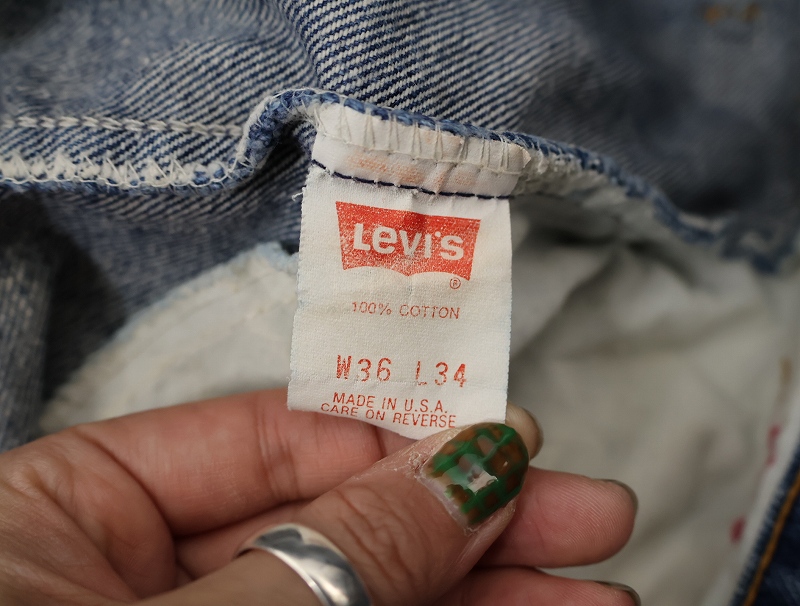 Levi's
®
100% COTTON
W36 L34
MADE IN U.S.A.
CARE ON REVERSE